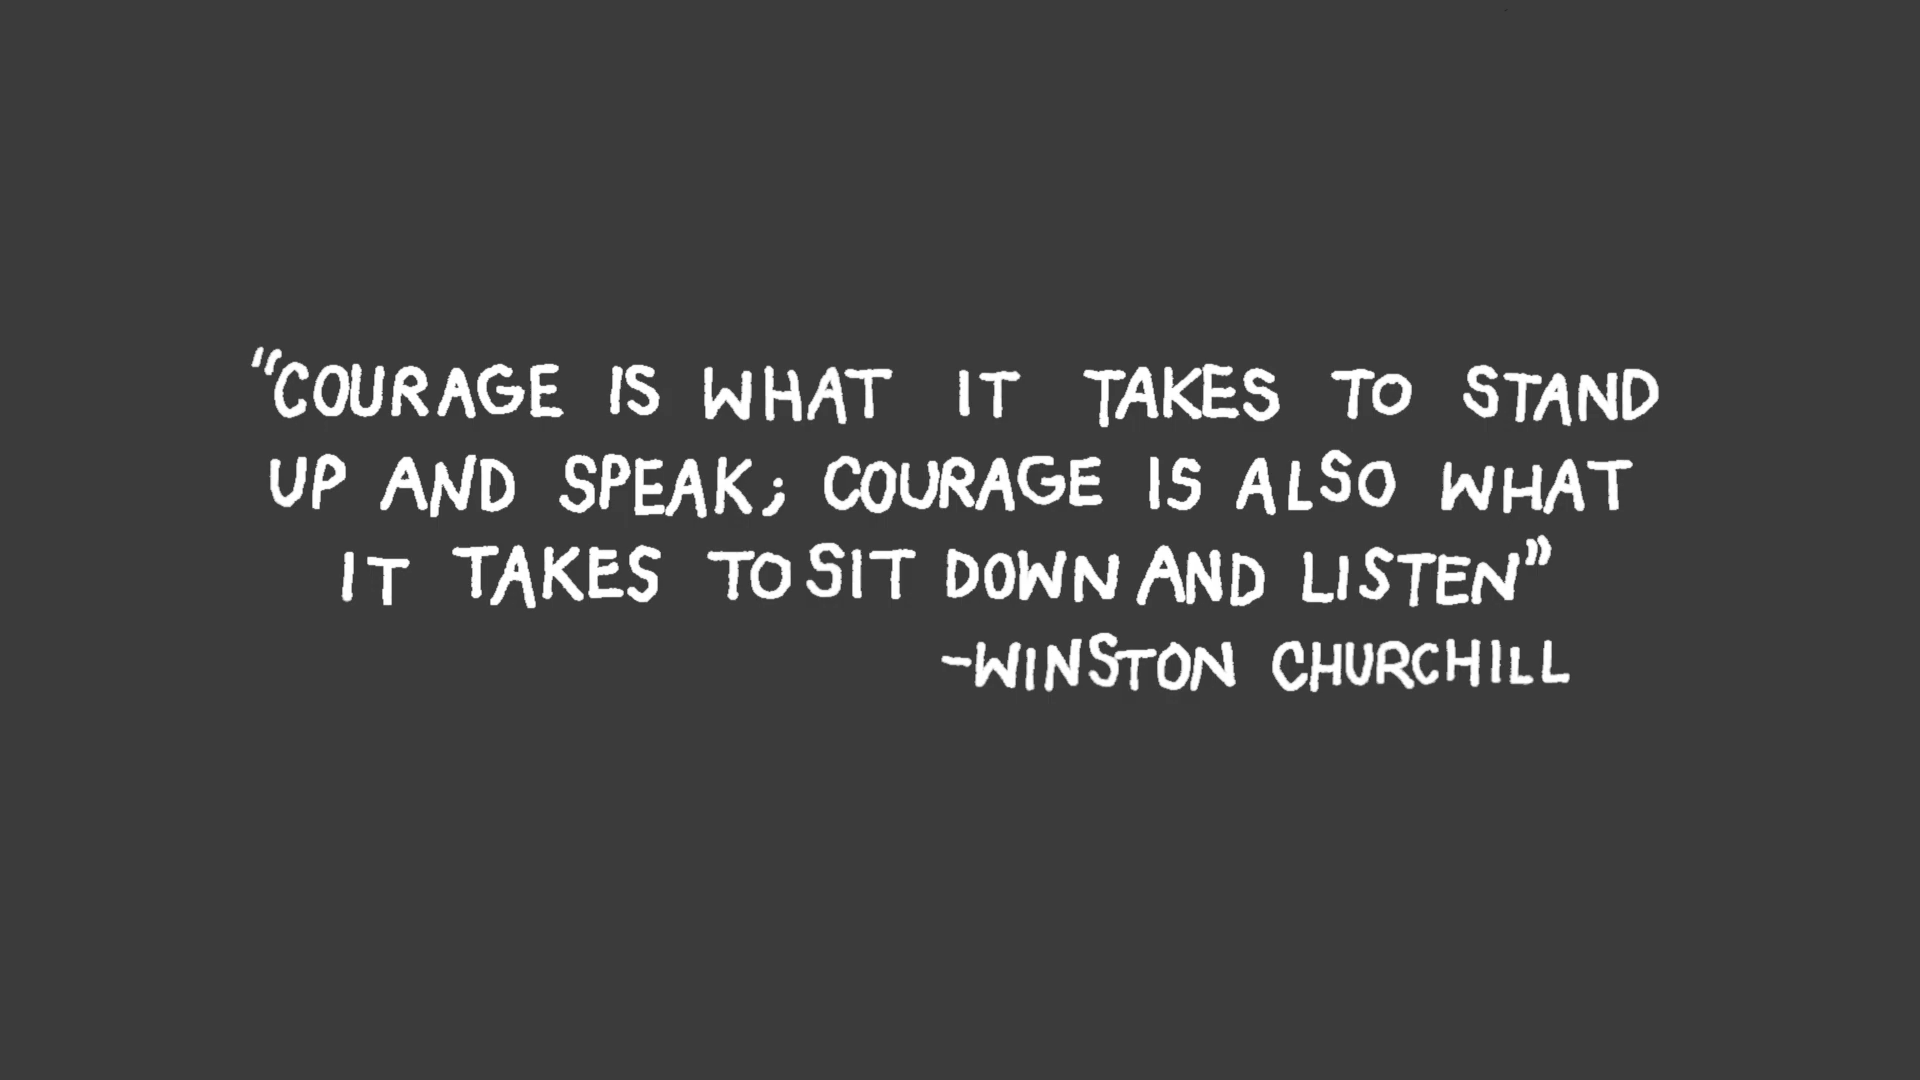 “COURAGE IS WHAT IT TAKES TO STAND
UP AND SPEAK; COURAGE IS ALSO WHAT
IT TAKES TO SIT DOWN AND LISTEN”
-WINSTON CHURCHILL